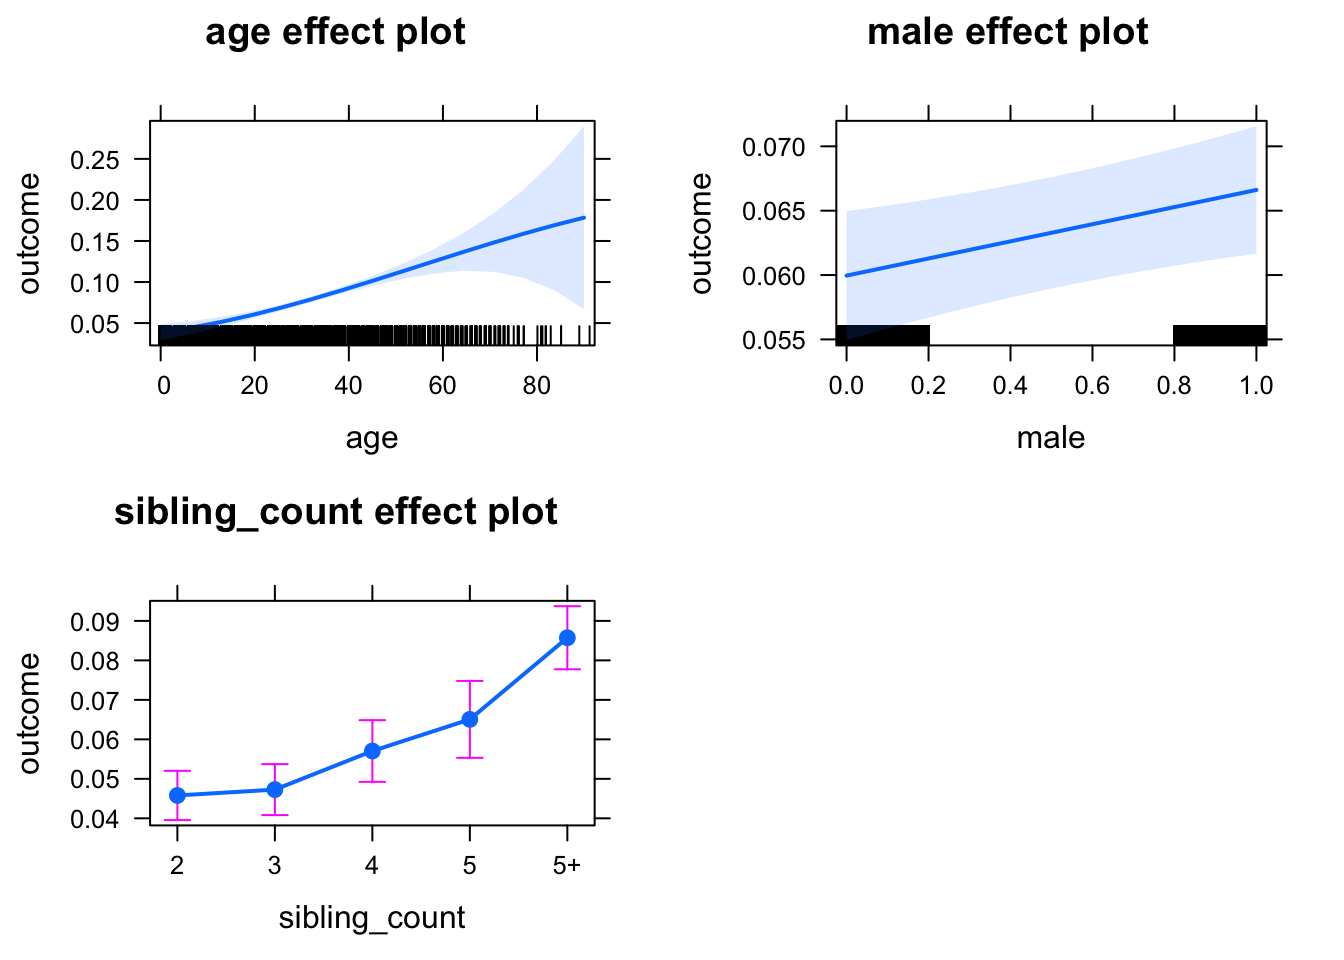 age effect plot
outcome
0.25
0.20
0.15
0.10
0.05
0 20 40 60 80
age
male effect plot
outcome
0.070
0.065
0.060
0.055
0.0 0.2 0.4 0.6 0.8 1.0
male
sibling_count effect plot
outcome
0.09
0.08
0.07
0.06
0.05
0.04
2 3 4 5 5+
sibling_count